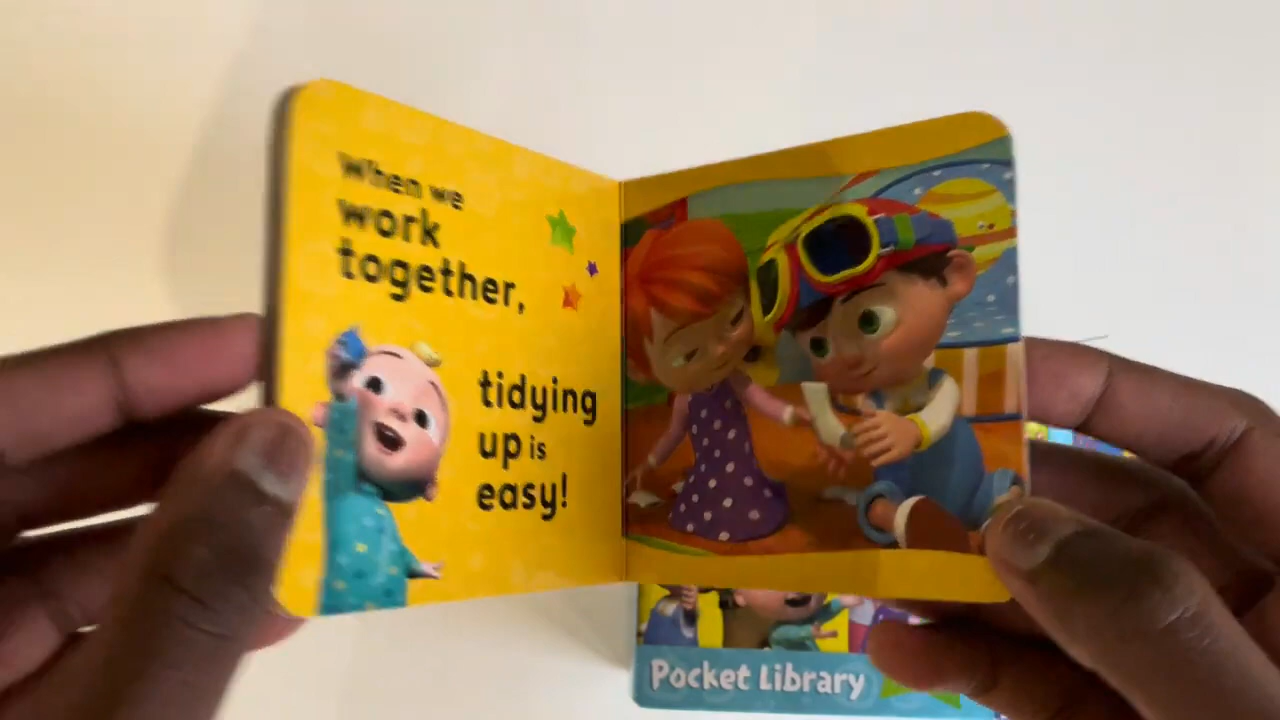 When we
work
together,
tidying
up is
easy!
Pocket Library